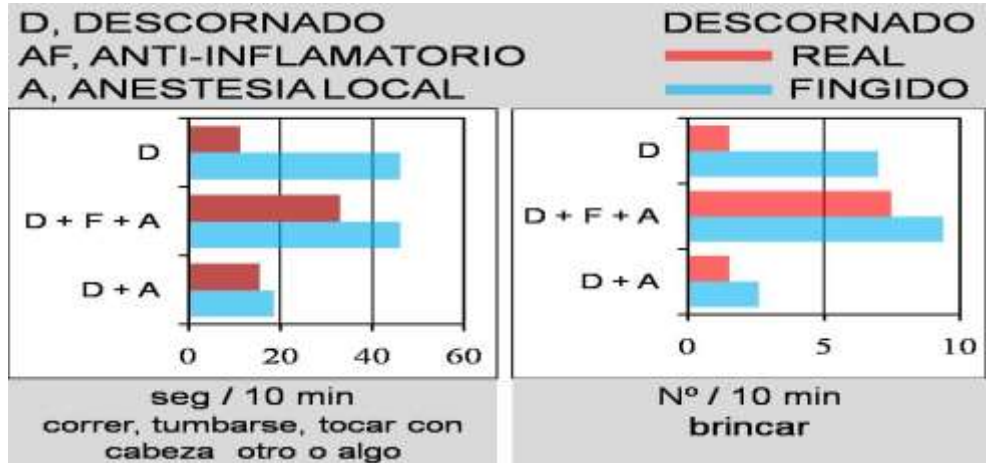 D, DESCORNADO
AF, ANTI-INFLAMATORIO
A, ANESTESIA LOCAL
DESCORNADO
REAL
FINGIDO
D
D + F + A
D + A
0 20 40 60
seg / 10 min
correr, tumbarse, tocar con
cabeza otro o algo
D
D + F + A
D + A
0 5 10
Nº / 10 min
brincar